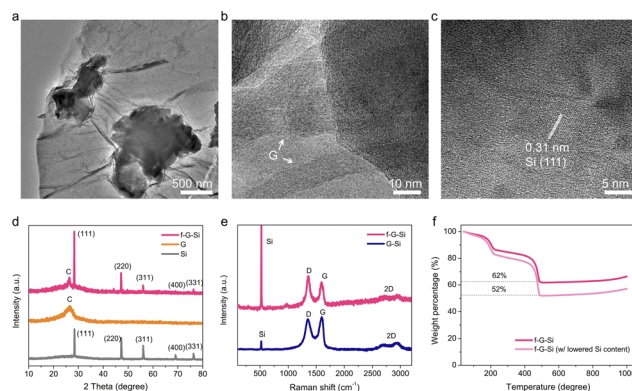 a
500 nm
b
G
10 nm
c
0.31 nm
Si (111)
5 nm
d
Intensity (a.u.)
f-G-Si
G
Si
(111)
C
(220)
(311)
(400)
(331)
C
(111)
(220)
(311)
(400)
(331)
10 20 30 40 50 60 70 80
2 Theta (degree)
e
Intensity (a.u.)
f-G-Si
G-Si
Si
D
G
2D
Si
D
G
2D
500 1000 1500 2000 2500 3000
Raman shift (cm⁻¹)
f
Weight percentage (%)
100
90
80
70
60
50
40
30
20
62%
52%
f-G-Si
f-G-Si (w/ lowered Si content)
0 200 400 600 800 1000
Temperature (degree)